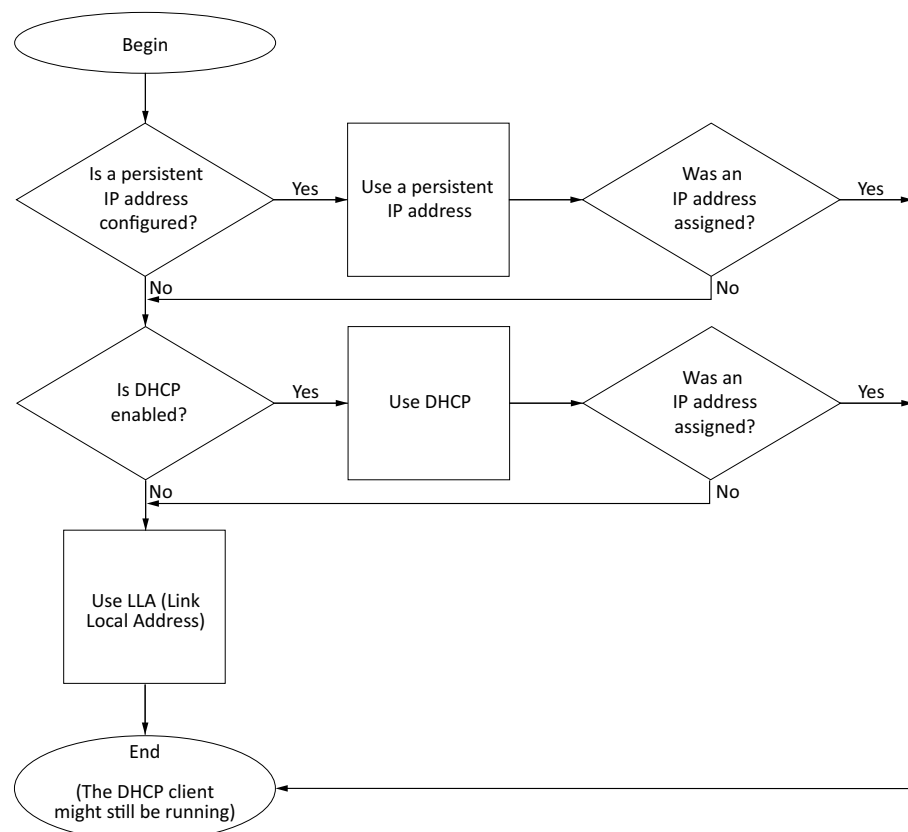 Begin
Is a persistent
IP address
configured?
Yes
Use a persistent
IP address
Was an
IP address
assigned?
Yes
No
No
Is DHCP
enabled?
Yes
Use DHCP
Was an
IP address
assigned?
Yes
No
No
Use LLA (Link
Local Address)
End
(The DHCP client
might still be running)